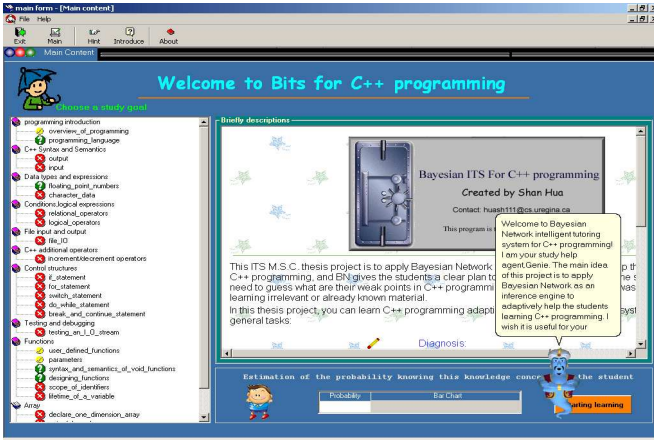 main form - [Main content]
File Help
Exit Main Hint Introduce About
Main Content
Welcome to Bits for C++ programming
Choose a study goal
programming introduction
overview_of_programming
programming_language
C++ Syntax and Semantics
output
input
Data types and expressions
floating_point_numbers
character_data
Conditions,logical expressions
relational_operators
logical_operators
File input and output
file_IO
C++ additional operators
increment/decrement operators
Control structures
if_statement
for_statement
switch_statement
do_while_statement
break_and_continue_statement
Testing and debugging
testing_an_I_O_stream
Functions
user_defined_functions
parameters
syntax_and_semantics_of_void_functions
designing_functions
scope_of_identifiers
lifetime_of_a_variable
Array
declare_one_dimension_array
Briefly descriptions
Bayesian ITS For C++ programming
Created by Shan Hua
Contact: huash111@cs.uregina.ca
This program is
This ITS M.S.C. thesis project is to apply Bayesian Network
C++ programming, and BN gives the students a clear plan to
need to guess what are their weak points in C++ programmi
learning irrelevant or already known material.
In this thesis project, you can learn C++ programming adapti
general tasks:
Diagnosis:
Welcome to Bayesian
Network intelligent tutoring
system for C++ programming!
I am your study help
agent,Genie. The main idea
of this project is to apply
Bayesian Network as an
inference engine to
adaptively help the students
learning C++ programming. I
wish it is useful for your
Estimation of the probability knowing this knowledge conce the student
Probability Bar Chart
tarting learning